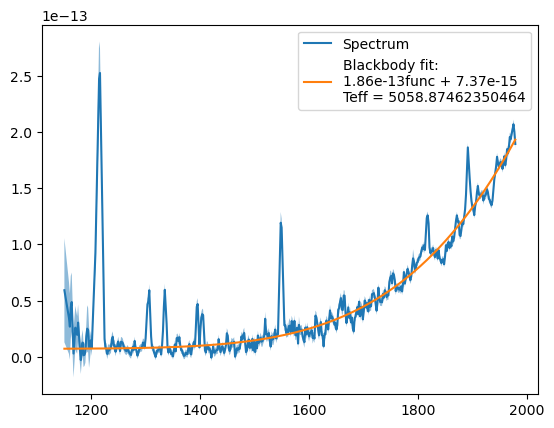 1e−13
Spectrum
Blackbody fit:
1.86e-13func + 7.37e-15
Teff = 5058.87462350464
2.5
2.0
1.5
1.0
0.5
0.0
1200
1400
1600
1800
2000